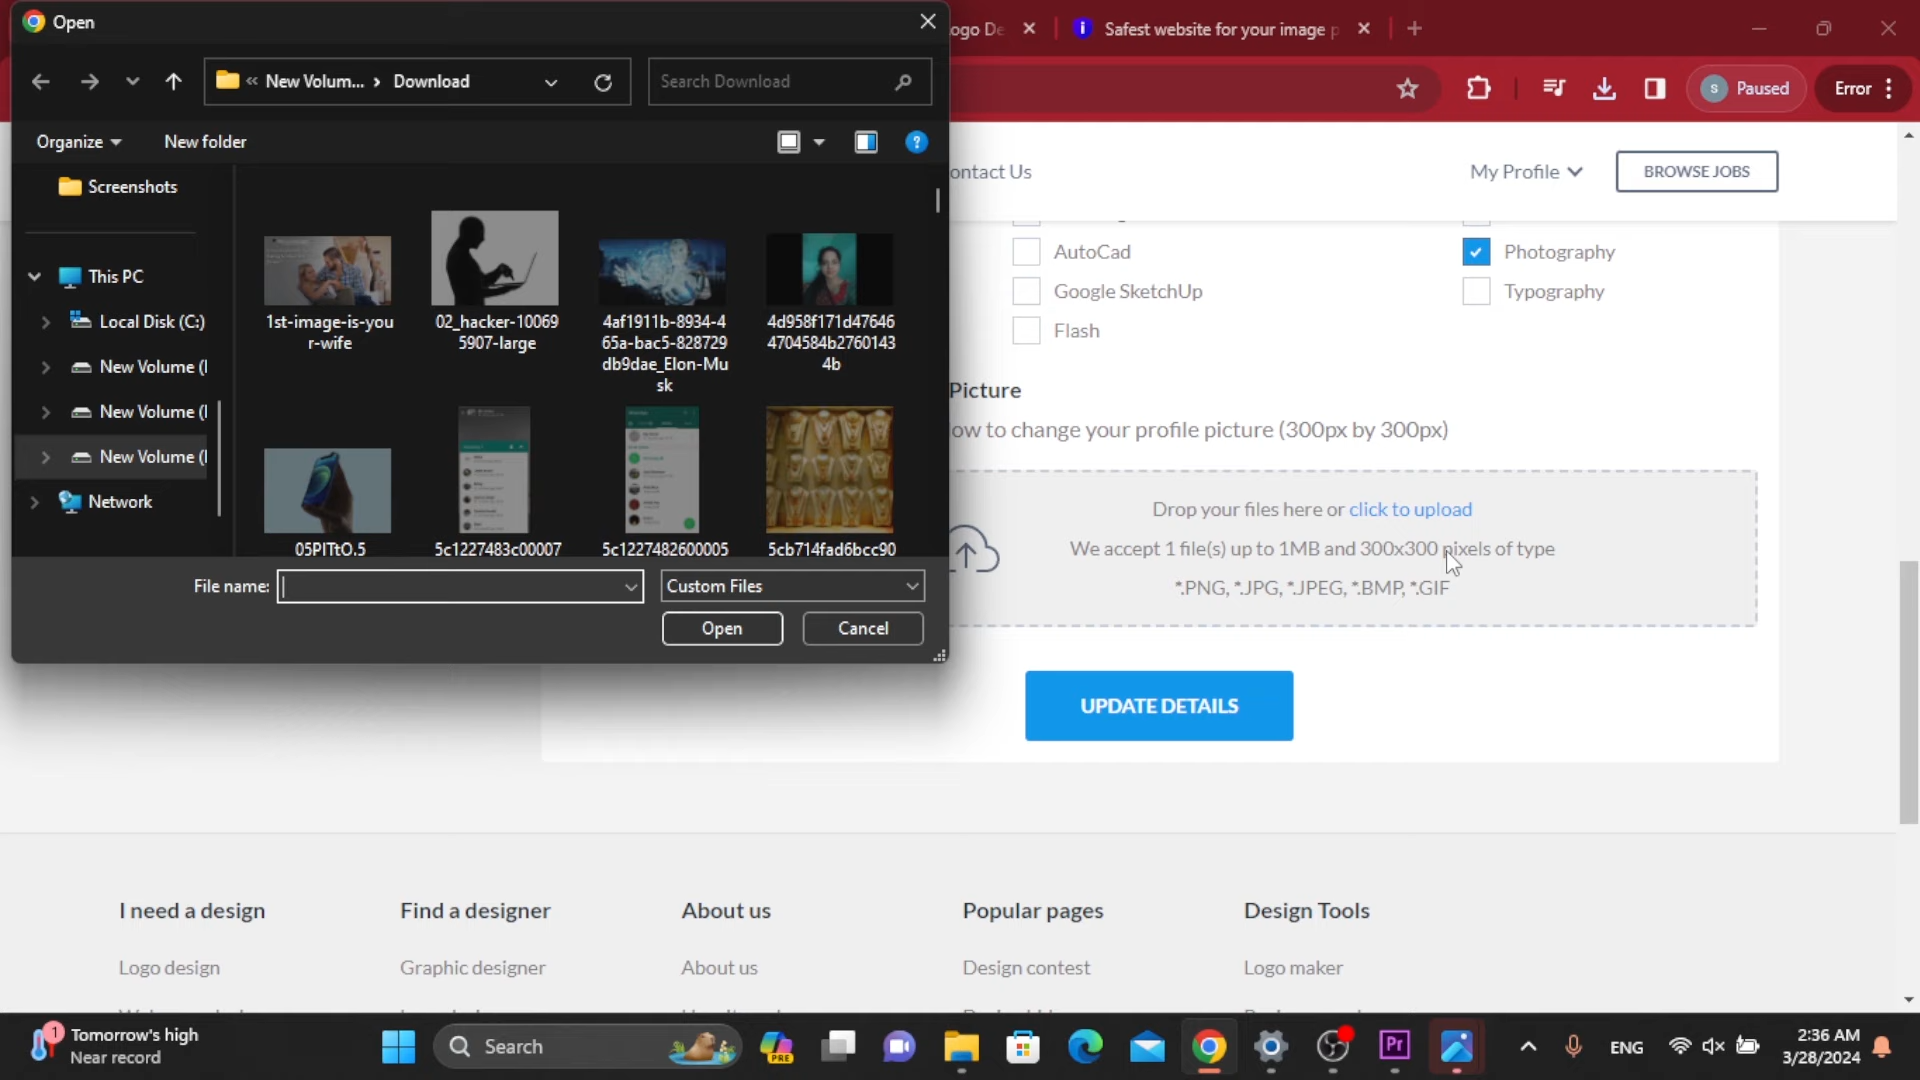 Open
ogo De
Safest website for your image p
New Volum... Download
Search Download
s Paused
Error
Organize
New folder
ontact Us
My Profile
BROWSE JOBS
Screenshots
This PC
Local Disk (C:)
New Volume (
New Volume (
New Volume (
Network
1st-image-is-you
r-wife
02_hacker-10069
5907-large
4af1911b-8934-4
65a-bac5-828729
db9dae_Elon-Mu
sk
4d958f171d47646
4704584b2760143
4b
05PITtO.5
5c1227483c00007
5c1227482600005
5cb714fad6bcc90
File name:
Custom Files
Open
Cancel
AutoCad
Google SketchUp
Flash
Photography
Typography
Picture
low to change your profile picture (300px by 300px)
Drop your files here or click to upload
We accept 1 file(s) up to 1MB and 300x300 pixels of type
*.PNG, *.JPG, *.JPEG, *.BMP, *.GIF
UPDATE DETAILS
I need a design
Find a designer
About us
Popular pages
Design Tools
Logo design
Graphic designer
About us
Design contest
Logo maker
1
Tomorrow's high
Near record
Search
PRE
Pr
ENG
2:36 AM
3/28/2024